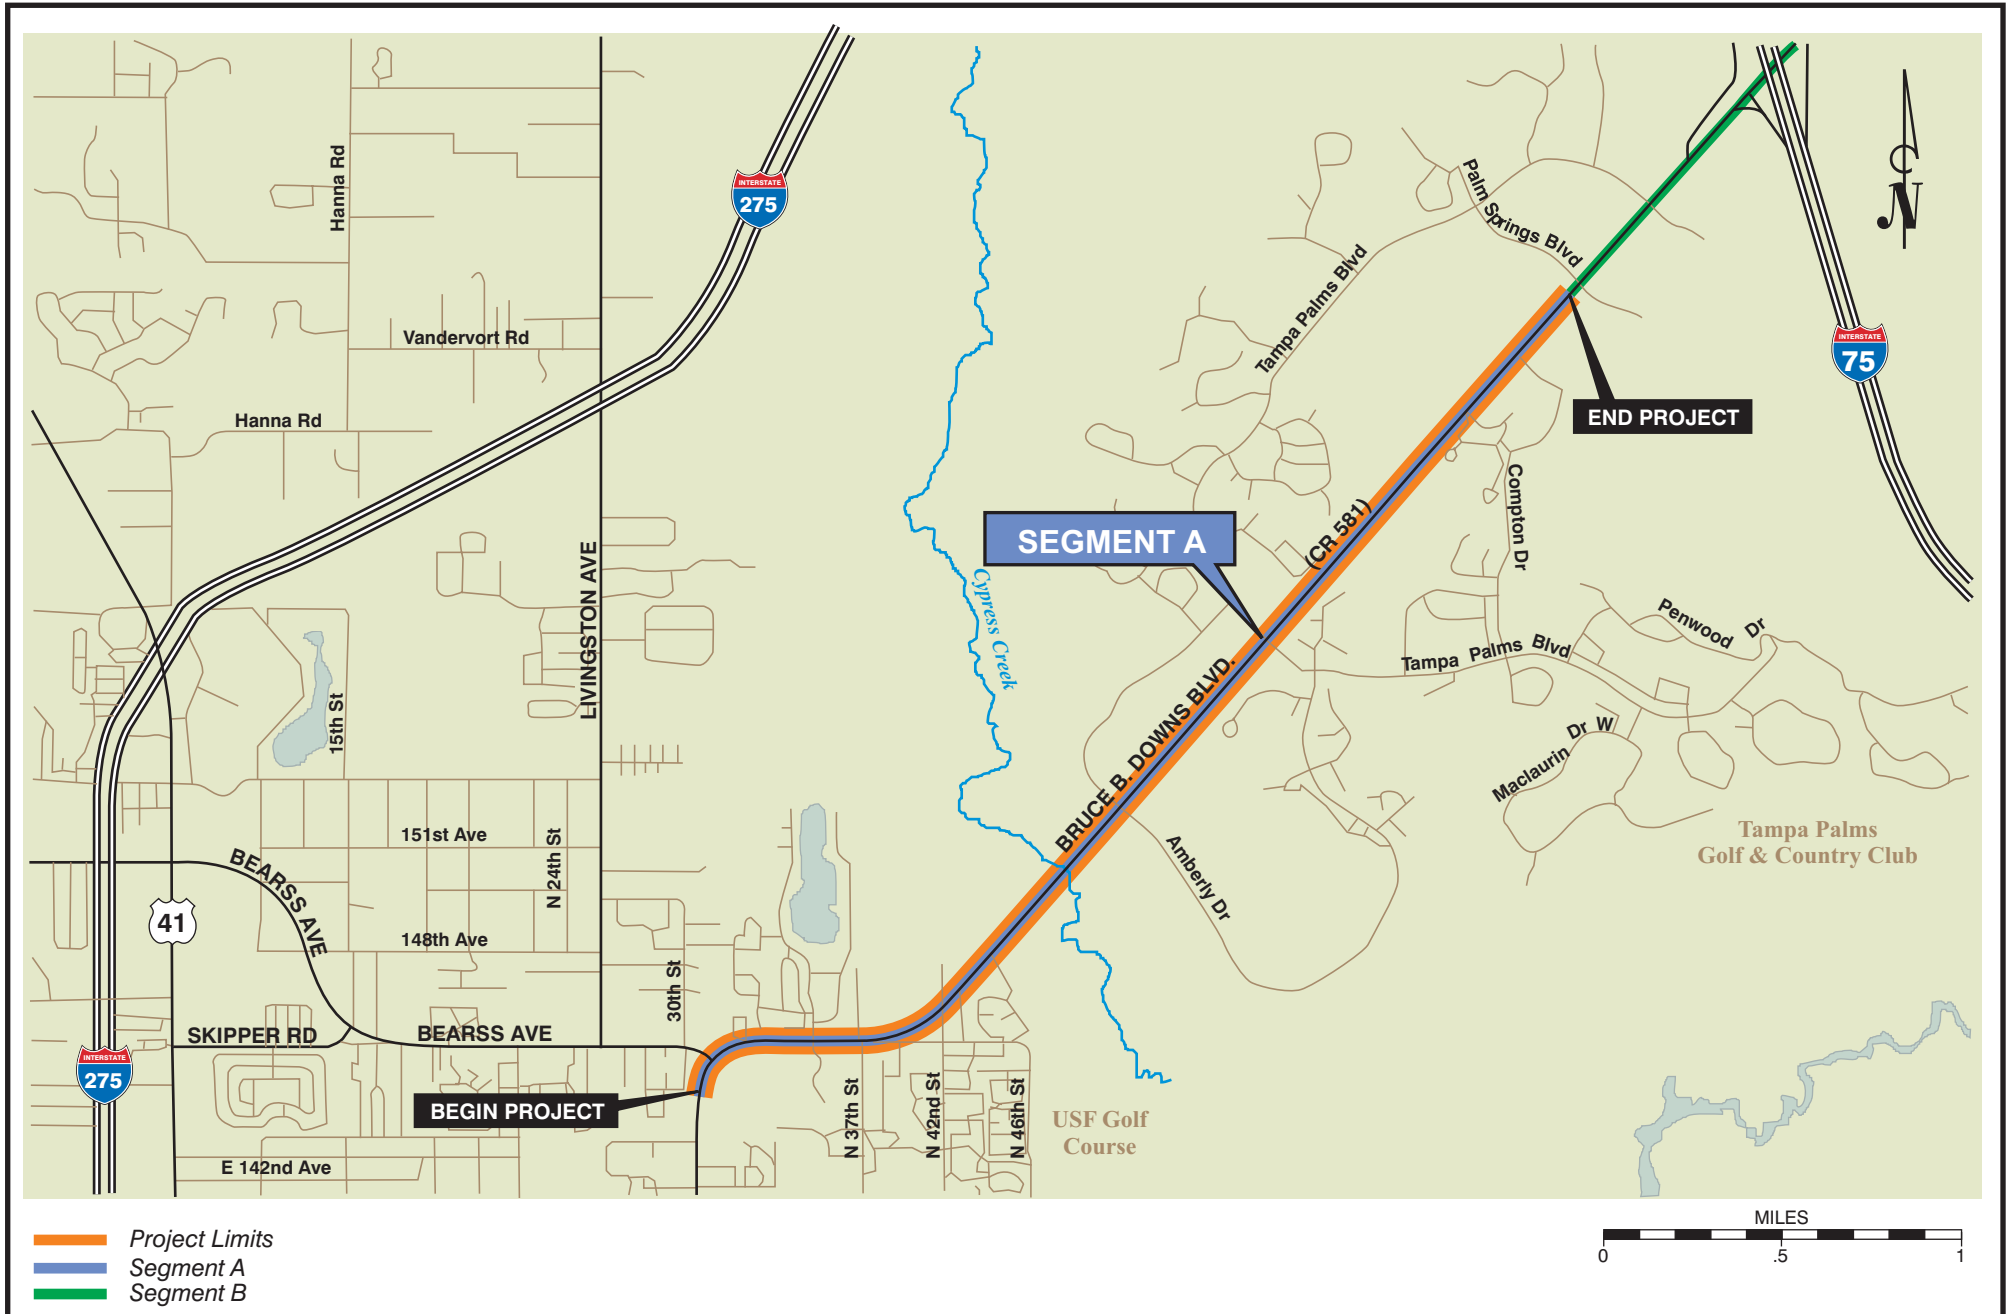 Hanna Rd
INTERSTATE
275
Palm Springs Blvd
N
Tampa Palms Blvd
Vandervort Rd
INTERSTATE
75
Hanna Rd
END PROJECT
Compton Dr
SEGMENT A
(CR 581)
LIVINGSTON AVE
Cypress Creek
Penwood Dr
Tampa Palms Blvd
15th St
BRUCE B. DOWNS BLVD.
Maclaurin Dr W
151st Ave
N 24th St
Tampa Palms
Golf & Country Club
BEARSS AVE
Amberly Dr
41
148th Ave
30th St
SKIPPER RD
BEARSS AVE
INTERSTATE
275
BEGIN PROJECT
N 37th St
N 42nd St
N 46th St
USF Golf
Course
E 142nd Ave
Project Limits
Segment A
Segment B
MILES
0 .5 1